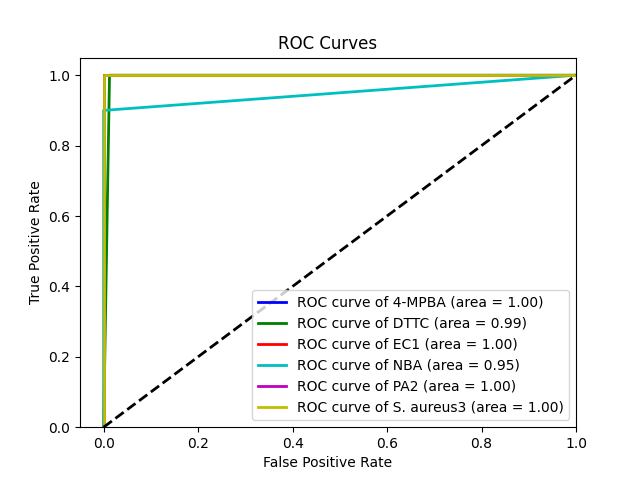 ROC Curves
True Positive Rate
1.0
0.8
0.6
0.4
0.2
0.0
ROC curve of 4-MPBA (area = 1.00)
ROC curve of DTTC (area = 0.99)
ROC curve of EC1 (area = 1.00)
ROC curve of NBA (area = 0.95)
ROC curve of PA2 (area = 1.00)
ROC curve of S. aureus3 (area = 1.00)
0.0 0.2 0.4 0.6 0.8 1.0
False Positive Rate